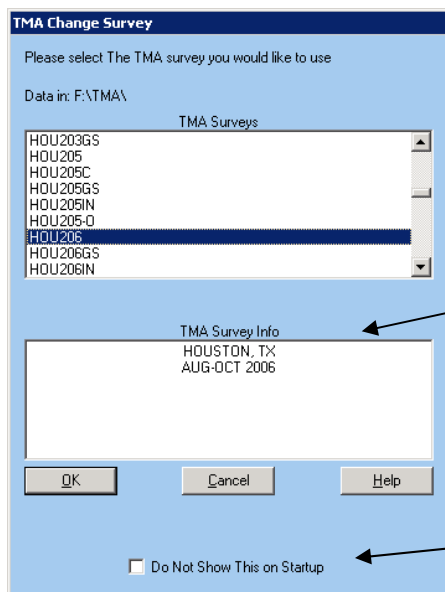 TMA Change Survey
Please select The TMA survey you would like to use
Data in: F:\TMA\
TMA Surveys
HOU203GS
HOU205
HOU205C
HOU205GS
HOU205IN
HOU205-O
HOU206
HOU206GS
HOU206IN
TMA Survey Info
HOUSTON, TX
AUG-OCT 2006
OK Cancel Help
Do Not Show This on Startup